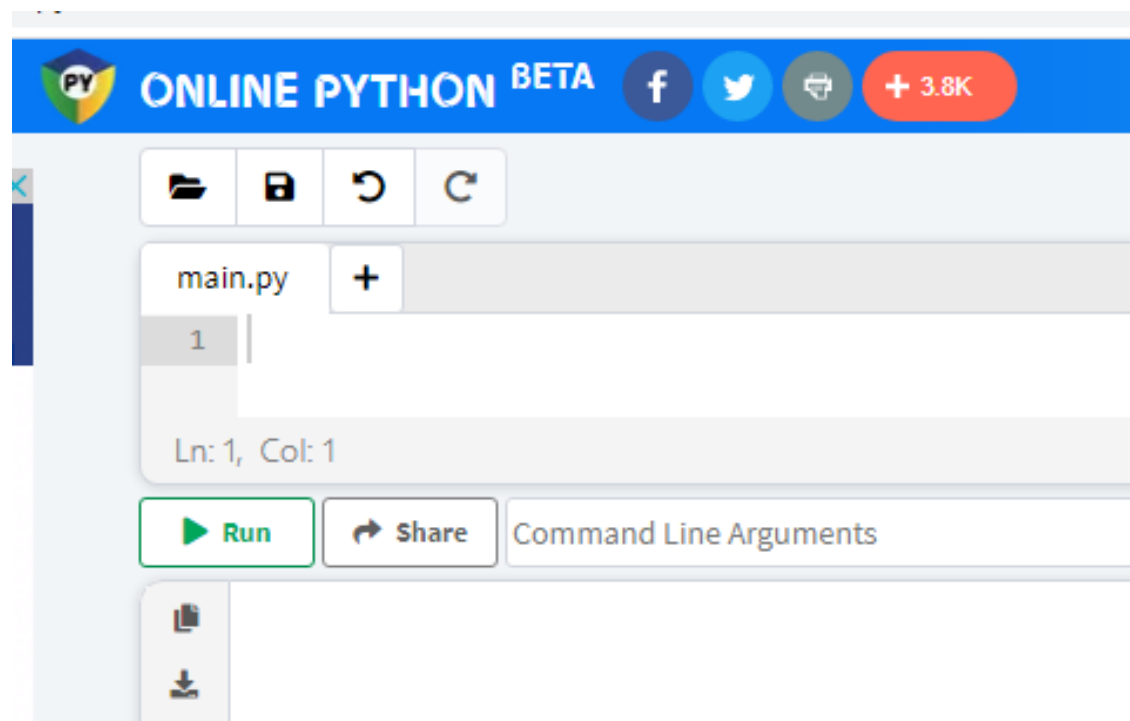 PY ONLINE PYTHON BETA f + 3.8K
main.py +
1
Ln: 1, Col: 1
Run Share Command Line Arguments